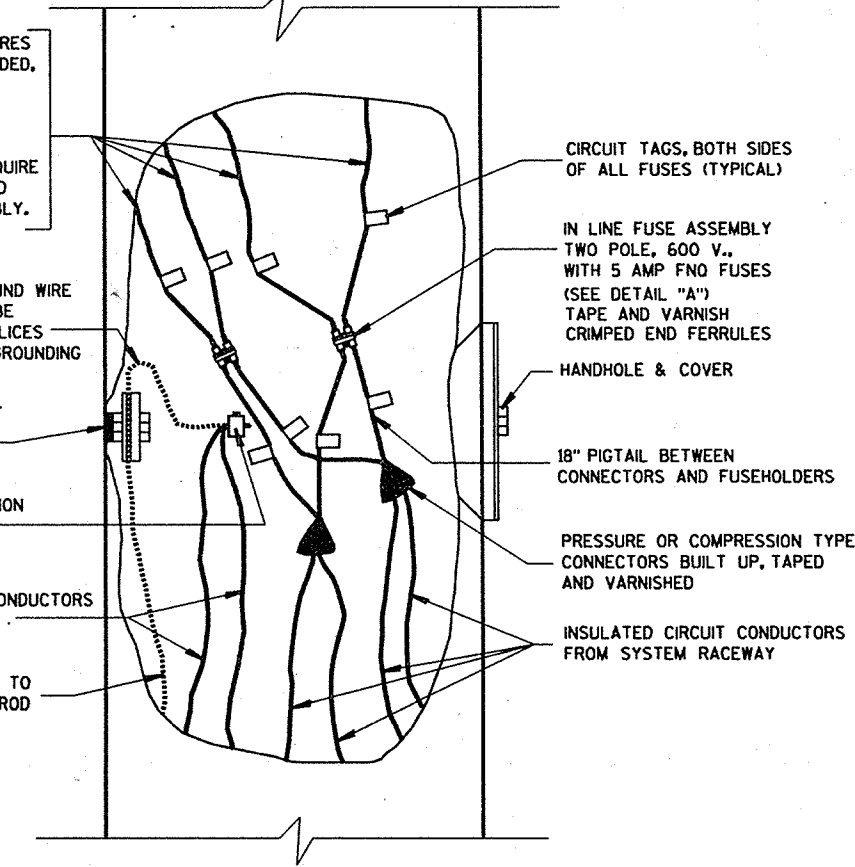 RES
DED,
QUIRE
D
BLY.
UND WIRE
BE
LICES
GROUNDING
ION
ONDUCTORS
TO
ROD
CIRCUIT TAGS, BOTH SIDES
OF ALL FUSES (TYPICAL)
IN LINE FUSE ASSEMBLY
TWO POLE, 600 V.,
WITH 5 AMP FNQ FUSES
(SEE DETAIL "A")
TAPE AND VARNISH
CRIMPED END FERRULES
HANDHOLE & COVER
18" PIGTAIL BETWEEN
CONNECTORS AND FUSEHOLDERS
PRESSURE OR COMPRESSION TYPE
CONNECTORS BUILT UP, TAPED
AND VARNISHED
INSULATED CIRCUIT CONDUCTORS
FROM SYSTEM RACEWAY